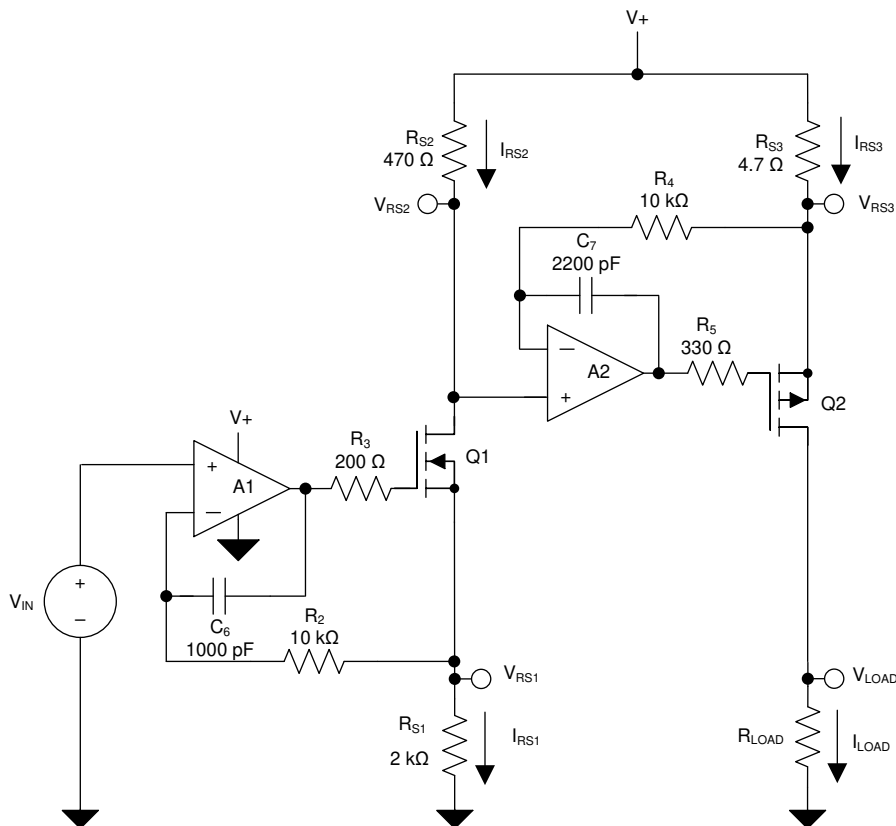 V+
RS2
470 Ω
IRS2
RS3
4.7 Ω
IRS3
VRS2
R4
10 kΩ
VRS3
C7
2200 pF
R5
330 Ω
−
A2
+
Q2
V+
R3
200 Ω
Q1
+
A1
−
VIN
+
−
C6
1000 pF
R2
10 kΩ
VRS1
VLOAD
RS1
2 kΩ
IRS1
RLOAD
ILOAD